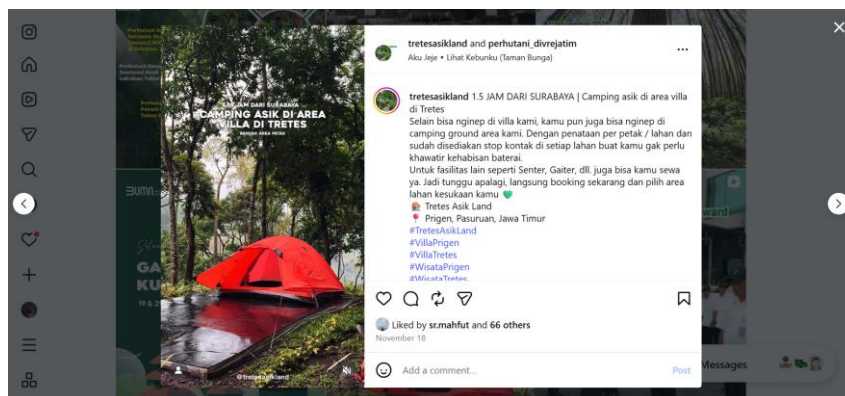 1.5 JAM DARI SURABAYA
CAMPING ASIK DI AREA
VILLA DI TRETES
@tretesasikland
tretesasikland and perhutani_divrejatim
Aku Jeje • Lihat Kebunku (Taman Bunga)
tretesasikland 1.5 JAM DARI SURABAYA | Camping asik di area villa
di Tretes
Selain bisa nginep di villa kami, kamu pun juga bisa nginep di
camping ground area kami. Dengan penataan per petak / lahan dan
sudah disediakan stop kontak di setiap lahan buat kamu gak perlu
khawatir kehabisan baterai.
Untuk fasilitas lain seperti Senter, Gaiter, dll. juga bisa kamu sewa
ya. Jadi tunggu apalagi, langsung booking sekarang dan pilih area
lahan kesukaan kamu 💚
🏡 Tretes Asik Land
📍 Prigen, Pasuruan, Jawa Timur
#TretesAsikLand
#VillaPrigen
#VillaTretes
#WisataPrigen
#WisataTretes
Liked by sr.mahfut and 66 others
November 18
Add a comment...
Post
Messages
BUMN
GA
KU
ward